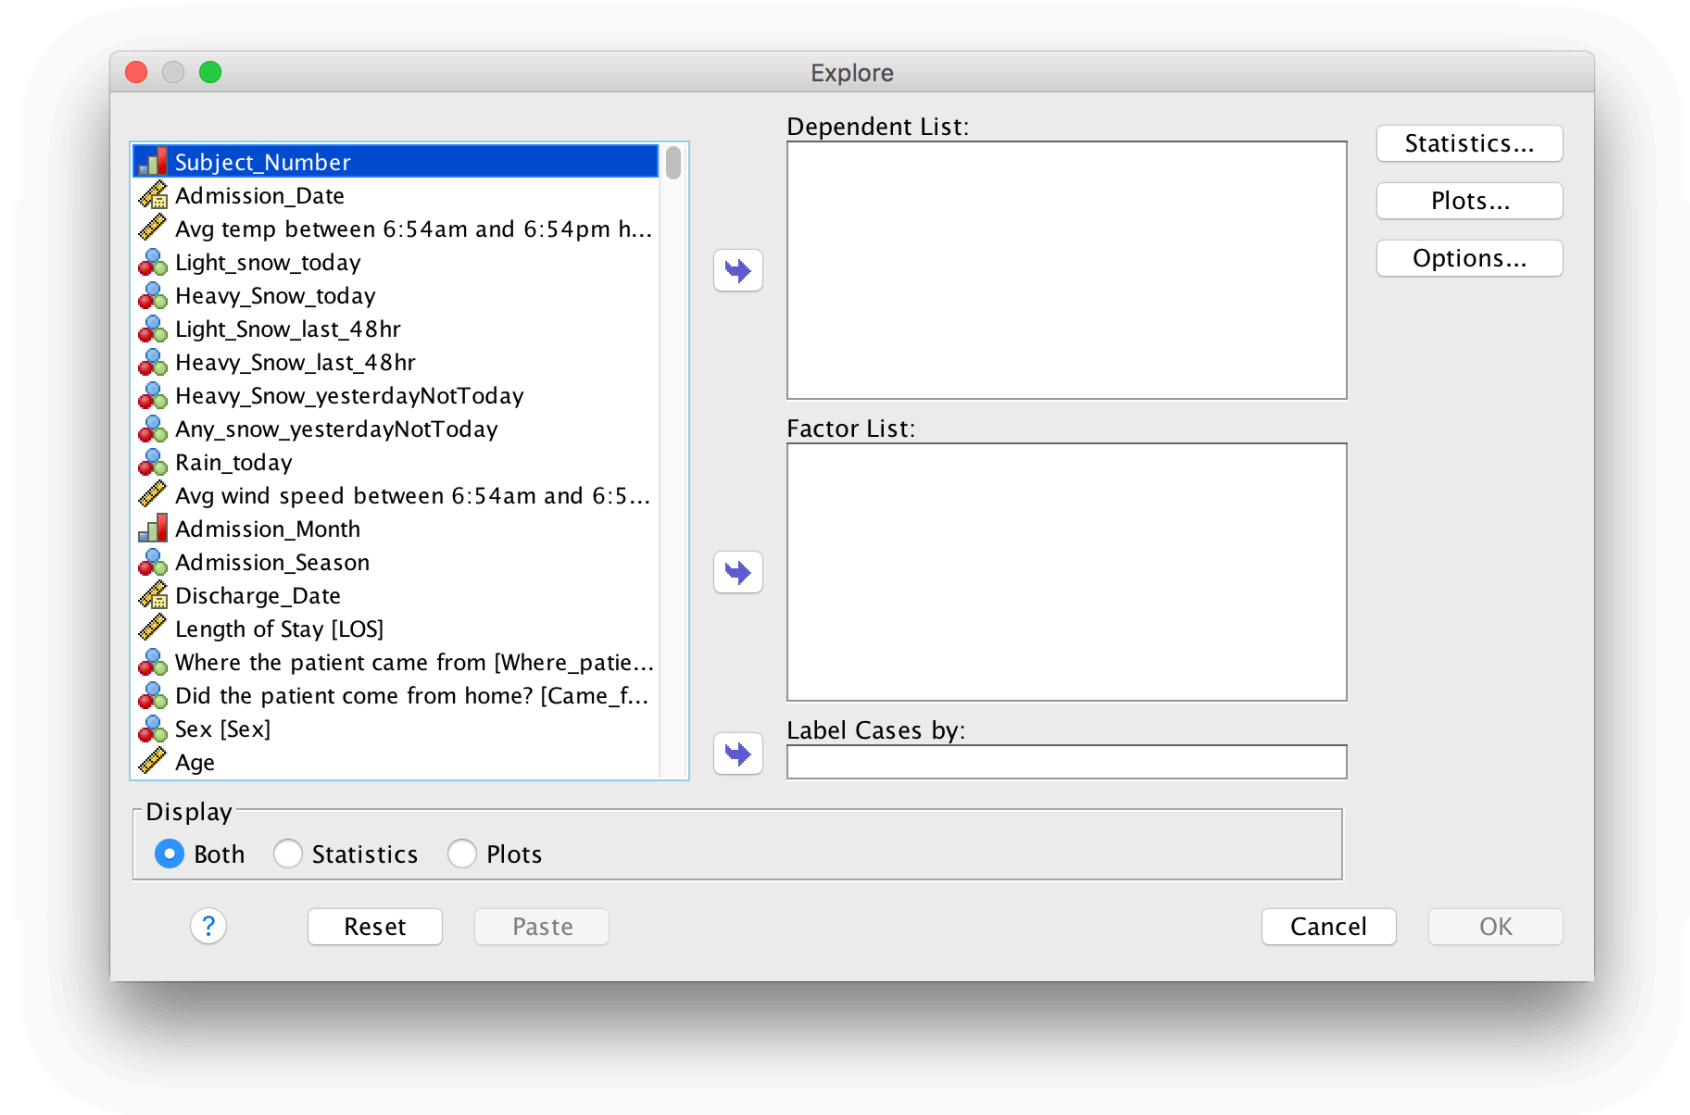 Explore
Subject_Number
Admission_Date
Avg temp between 6:54am and 6:54pm h...
Light_snow_today
Heavy_Snow_today
Light_Snow_last_48hr
Heavy_Snow_last_48hr
Heavy_Snow_yesterdayNotToday
Any_snow_yesterdayNotToday
Rain_today
Avg wind speed between 6:54am and 6:5...
Admission_Month
Admission_Season
Discharge_Date
Length of Stay [LOS]
Where the patient came from [Where_patie...
Did the patient come from home? [Came_f...
Sex [Sex]
Age
Dependent List:
Factor List:
Label Cases by:
Statistics...
Plots...
Options...
Display
Both Statistics Plots
? Reset Paste Cancel OK